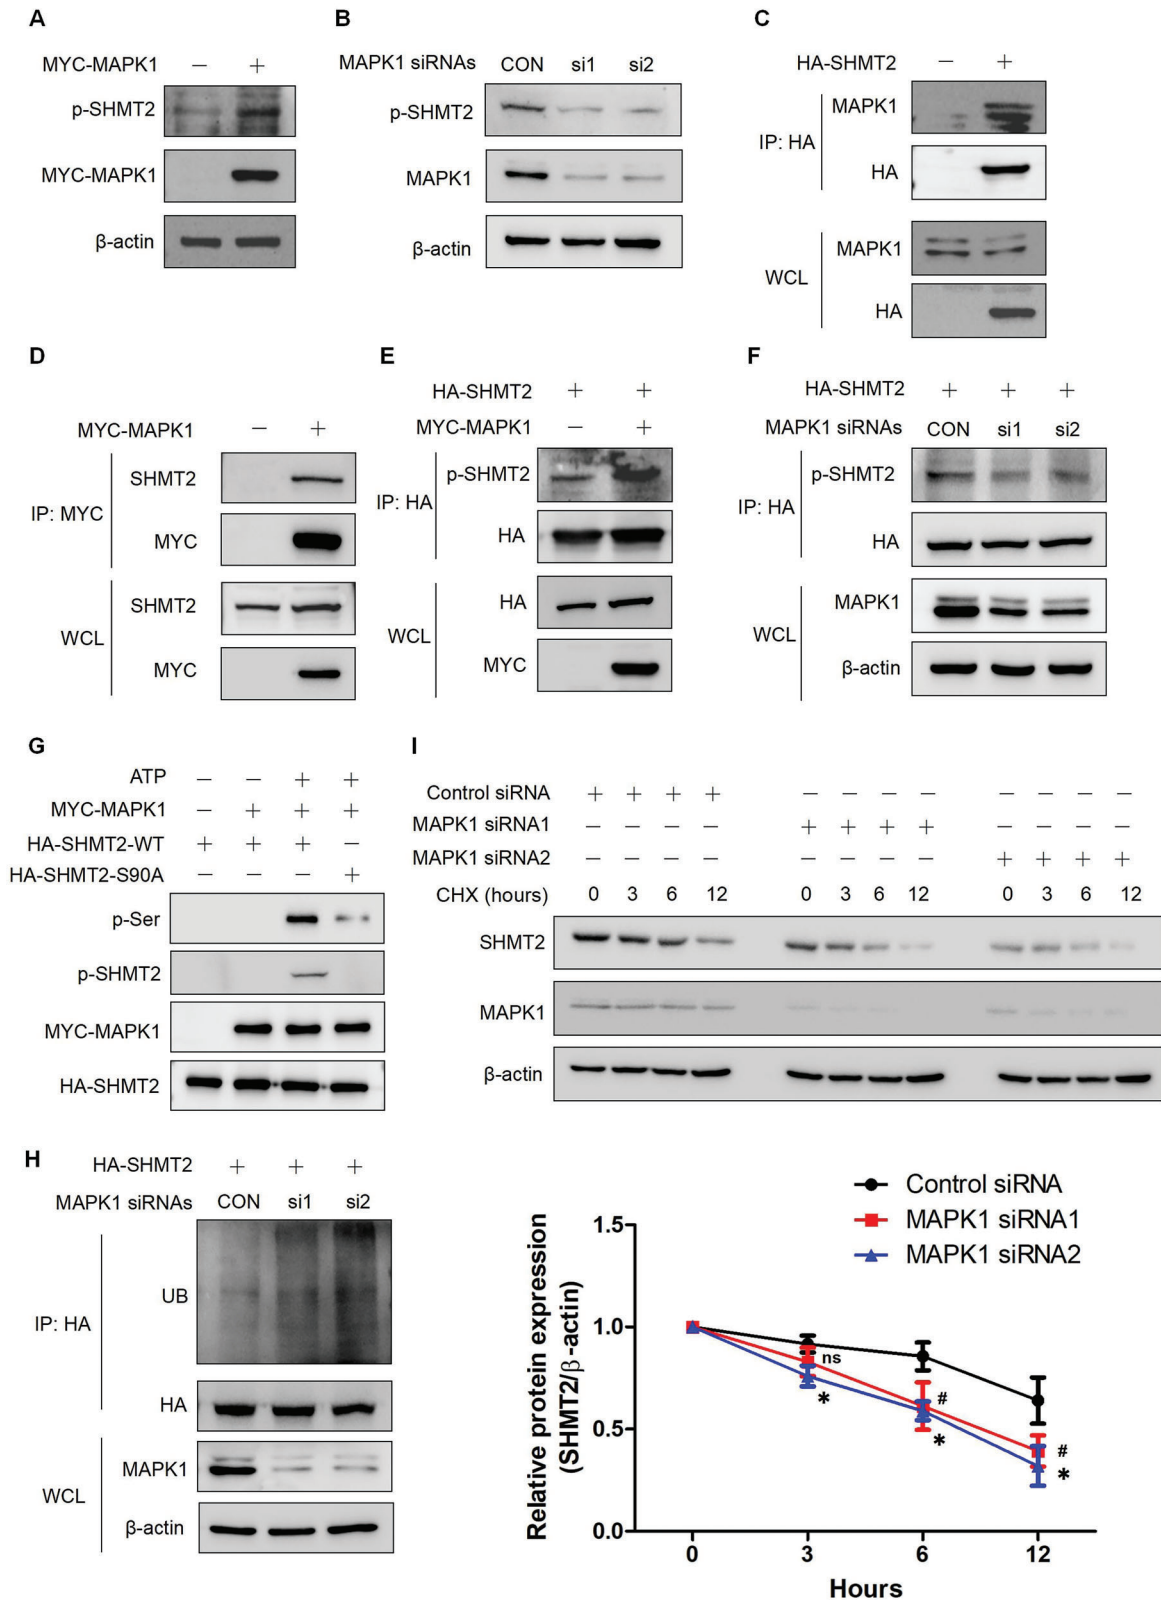 A
MYC-MAPK1 − +
p-SHMT2
MYC-MAPK1
β-actin
B
MAPK1 siRNAs CON si1 si2
p-SHMT2
MAPK1
β-actin
C
HA-SHMT2 − +
IP: HA
MAPK1
HA
WCL
MAPK1
HA
D
MYC-MAPK1 − +
IP: MYC
SHMT2
MYC
WCL
SHMT2
MYC
E
HA-SHMT2 + +
MYC-MAPK1 − +
IP: HA
p-SHMT2
HA
WCL
HA
MYC
F
HA-SHMT2 + + +
MAPK1 siRNAs CON si1 si2
IP: HA
p-SHMT2
HA
WCL
MAPK1
β-actin
G
ATP − − + +
MYC-MAPK1 − + + +
HA-SHMT2-WT + + + −
HA-SHMT2-S90A − − − +
p-Ser
p-SHMT2
MYC-MAPK1
HA-SHMT2
H
HA-SHMT2 + + +
MAPK1 siRNAs CON si1 si2
IP: HA
UB
HA
WCL
MAPK1
β-actin
I
Control siRNA + + + + − − − − − − − −
MAPK1 siRNA1 − − − − + + + + − − − −
MAPK1 siRNA2 − − − − − − − − + + + +
CHX (hours) 0 3 6 12 0 3 6 12 0 3 6 12
SHMT2
MAPK1
β-actin
Control siRNA
MAPK1 siRNA1
MAPK1 siRNA2
Relative protein expression
(SHMT2/β-actin)
1.5
1.0
0.5
0.0
ns
*
#
*
#
*
0 3 6 12
Hours